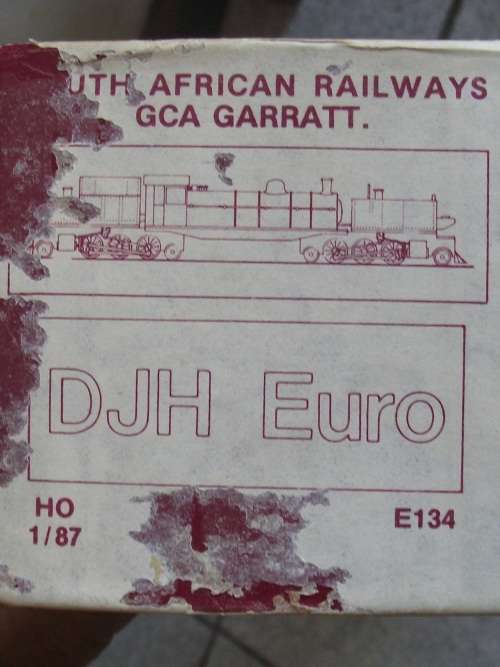 UTH AFRICAN RAILWAYS
GCA GARRATT.
DJH Euro
HO
1/87
E134